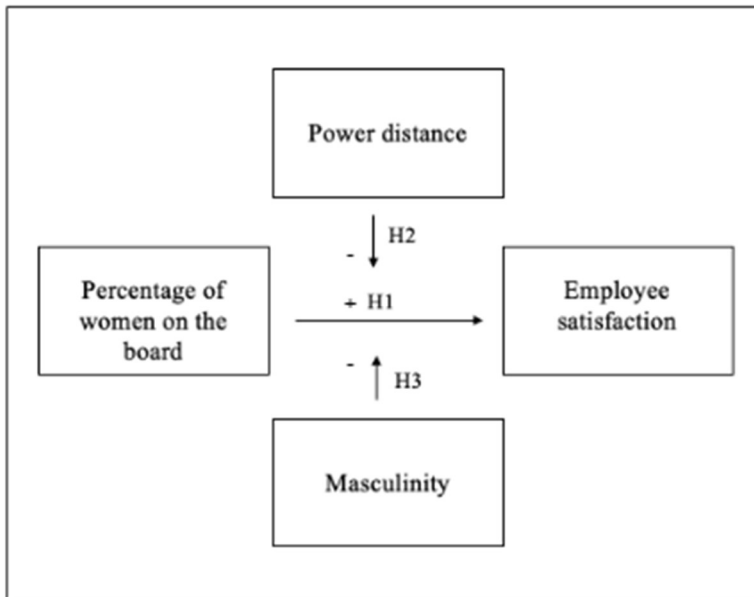 Power distance
H2
-
Percentage of
women on the
board
+ H1
Employee
satisfaction
-
H3
Masculinity